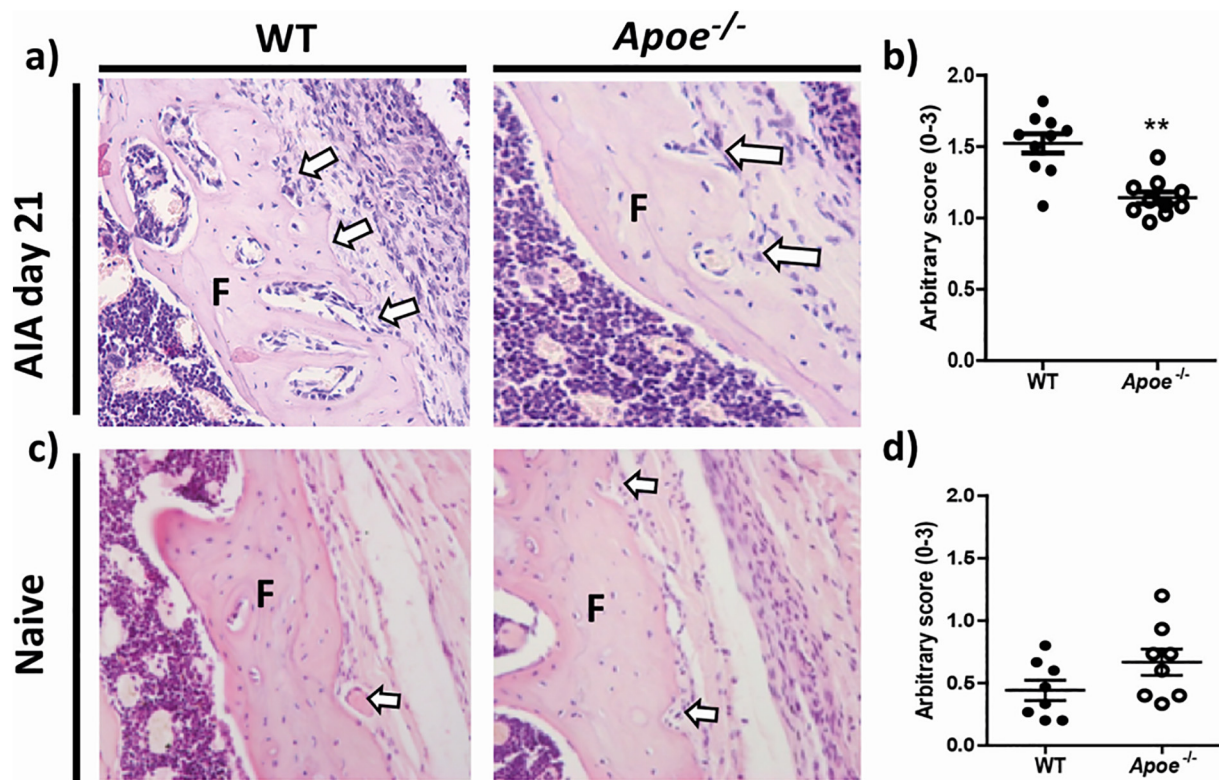 WT
Apoe-/-
a)
AIA day 21
F
F
b)
Arbitrary score (0-3)
2.0
1.5
1.0
0.5
0.0
**
WT
Apoe-/-
c)
Naive
F
F
d)
Arbitrary score (0-3)
2.0
1.5
1.0
0.5
0.0
WT
Apoe-/-